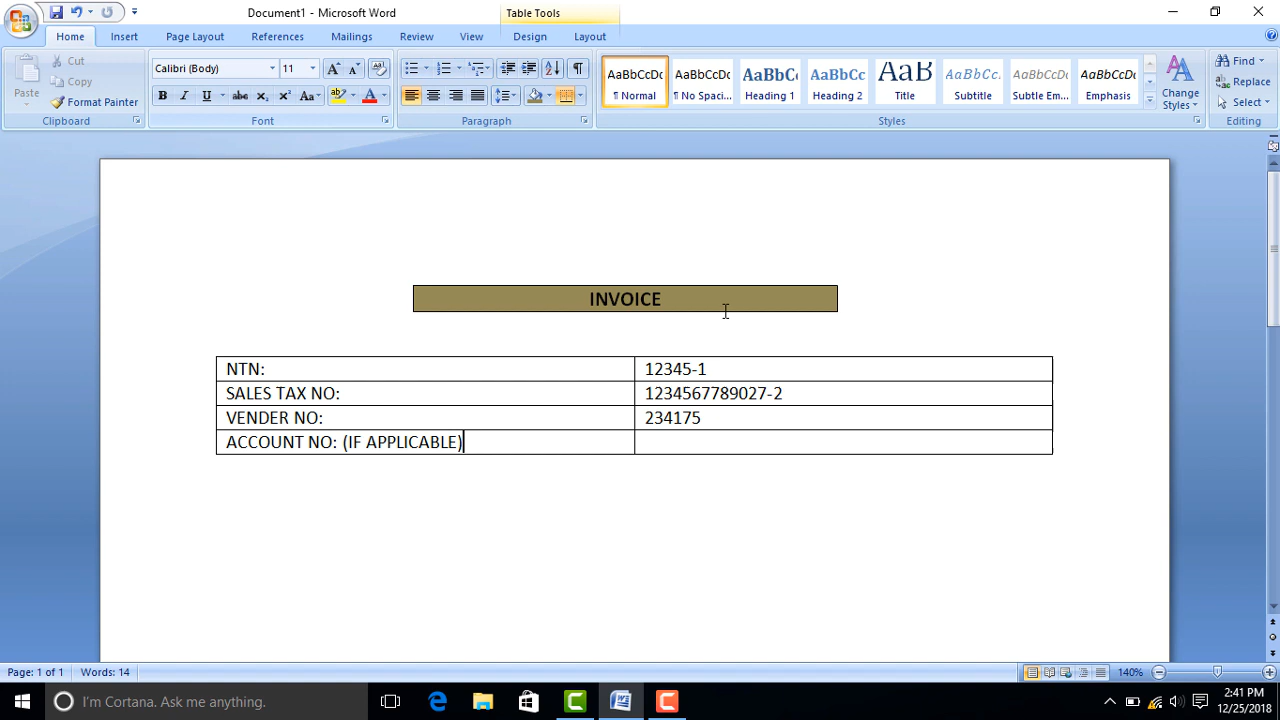 Document1 - Microsoft Word
Table Tools
Home Insert Page Layout References Mailings Review View Design Layout
Cut
Copy
Paste
Format Painter
Clipboard
Calibri (Body) 11
B I U abc X₂ X² Aa A
Font
Paragraph
AaBbCcDc AaBbCcDc AaBbCc AaBbCc AaB AaBbCc. AaBbCcDc AaBbCcDc
¶ Normal ¶ No Spaci... Heading 1 Heading 2 Title Subtitle Subtle Em... Emphasis
Change
Styles
Styles
Find
Replace
Select
Editing
INVOICE
NTN: 12345-1
SALES TAX NO: 1234567789027-2
VENDER NO: 234175
ACCOUNT NO: (IF APPLICABLE)
Page: 1 of 1 Words: 14 140%
I'm Cortana. Ask me anything.
2:41 PM
12/25/2018